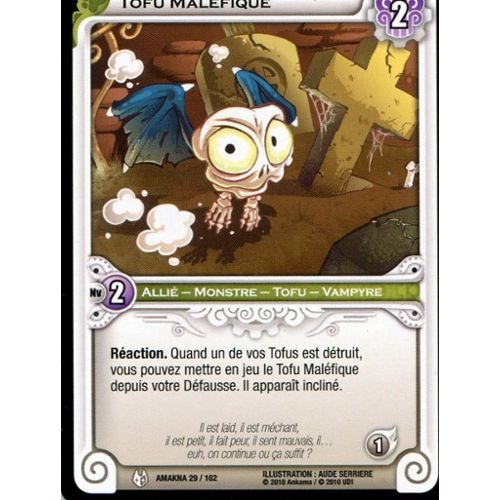 TOFU MALÉFIQUE
2
Nv 2
ALLIÉ – MONSTRE – TOFU – VAMPYRE
Réaction. Quand un de vos Tofus est détruit,
vous pouvez mettre en jeu le Tofu Maléfique
depuis votre Défausse. Il apparaît incliné.
Il est laid, il est méchant,
il est petit, il fait peur, il sent mauvais, il…
euh, on continue ou ça suffit ?
1
AMAKNA 29 / 162
ILLUSTRATION : AUDE SERRIERE
© 2010 Ankama / © 2010 UDI